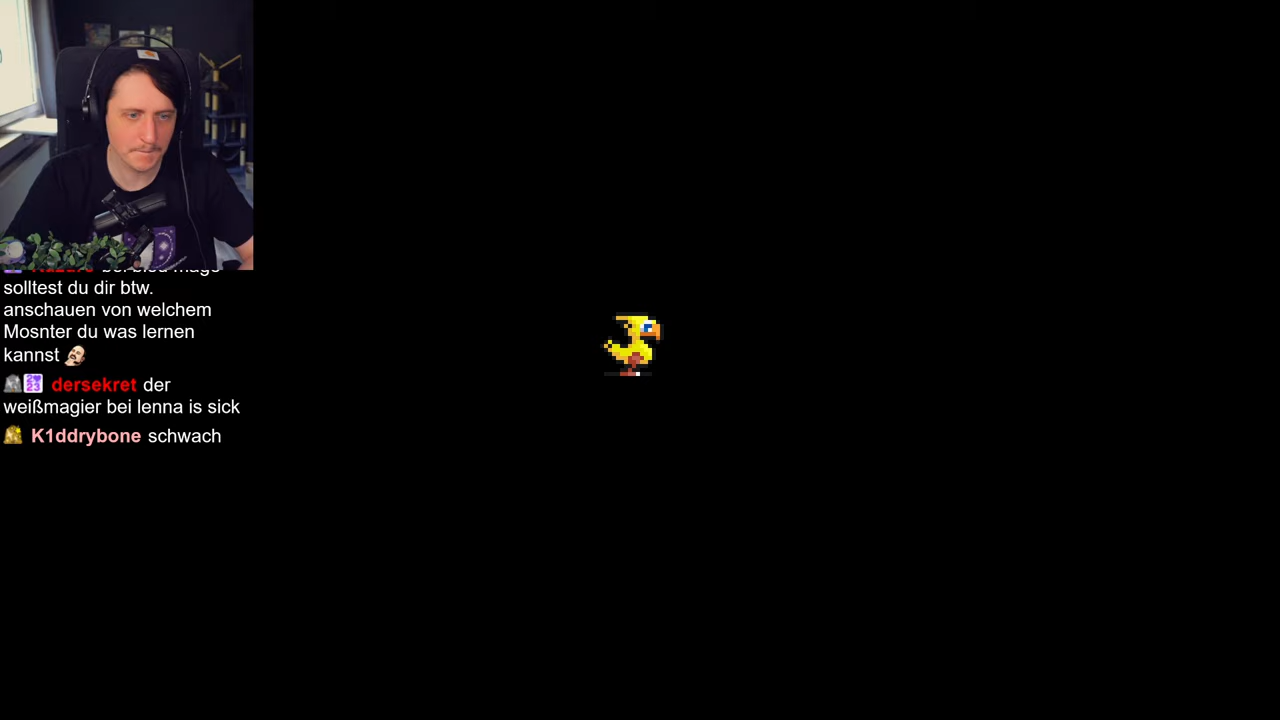 solltest du dir btw.
anschauen von welchem
Mosnter du was lernen
kannst
dersekret der
weißmagier bei lenna is sick
K1ddrybone schwach